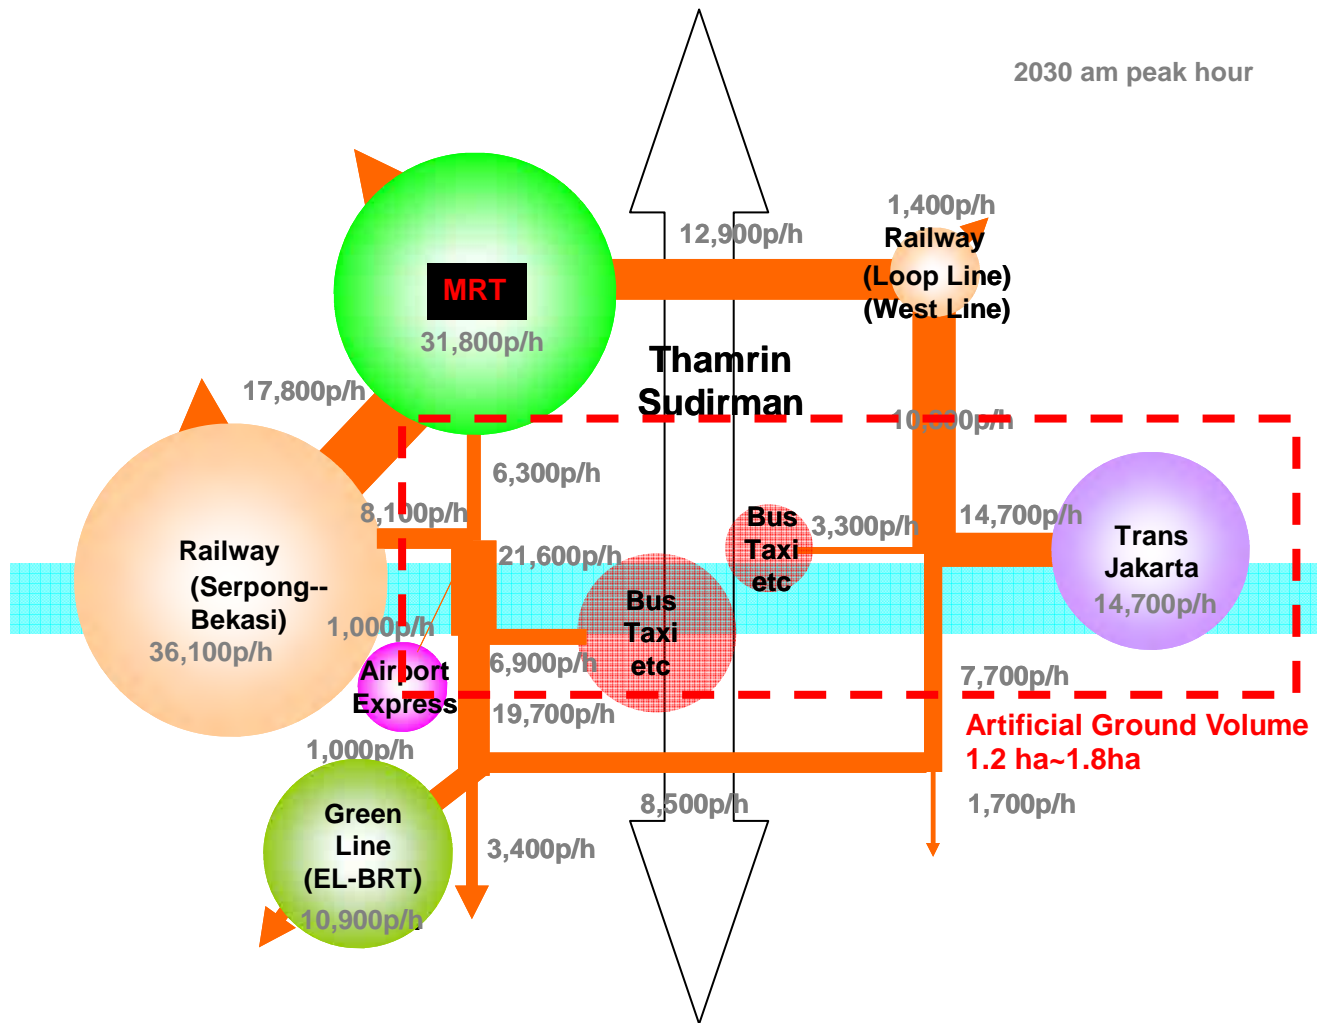 2030 am peak hour
1,400p/h
12,900p/h
Railway
(Loop Line)
(West Line)
MRT
31,800p/h
Thamrin
Sudirman
17,800p/h
6,300p/h
8,100p/h
Bus
Taxi
etc
3,300p/h
14,700p/h
Trans
Jakarta
14,700p/h
Railway
(Serpong--
Bekasi)
36,100p/h
21,600p/h
Bus
Taxi
etc
1,000p/h
6,900p/h
Airport
Express
7,700p/h
19,700p/h
Artificial Ground Volume
1.2 ha~1.8ha
1,000p/h
8,500p/h
1,700p/h
Green
Line
(EL-BRT)
10,900p/h
3,400p/h